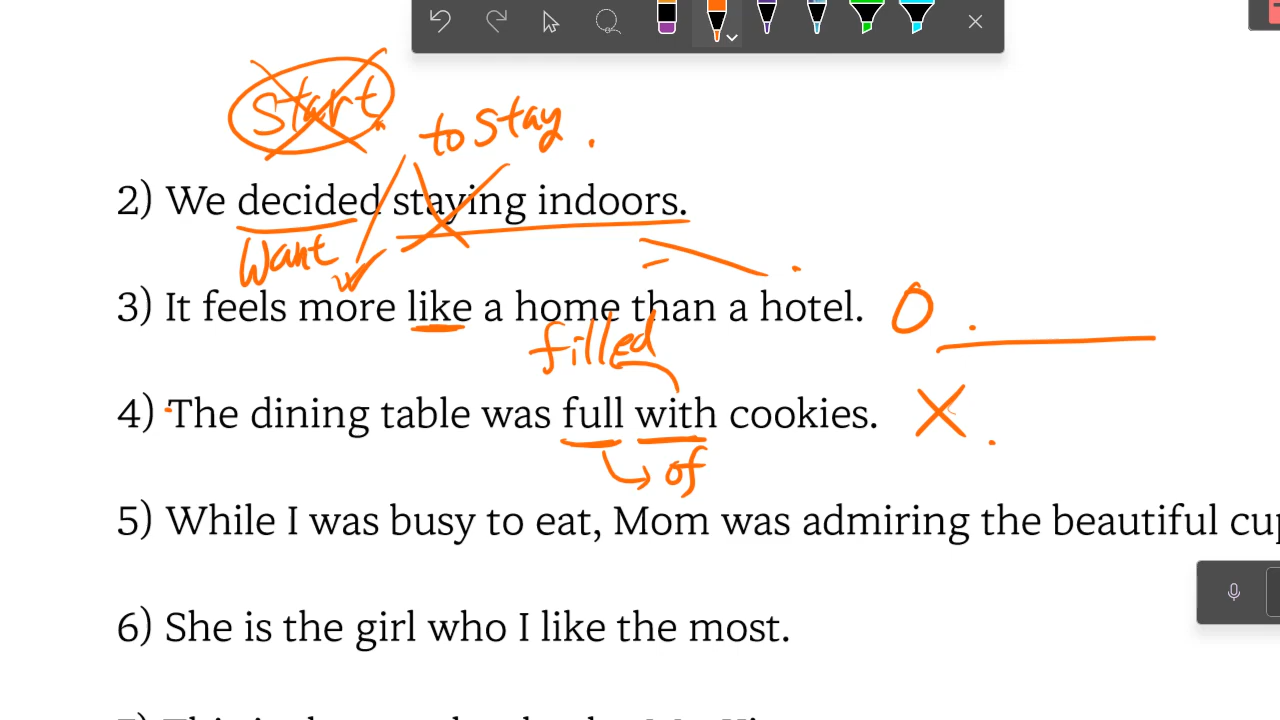 start
to stay.
2) We decided staying indoors.
want
3) It feels more like a home than a hotel. O
filled
4) The dining table was full with cookies. X
of
5) While I was busy to eat, Mom was admiring the beautiful cup
6) She is the girl who I like the most.